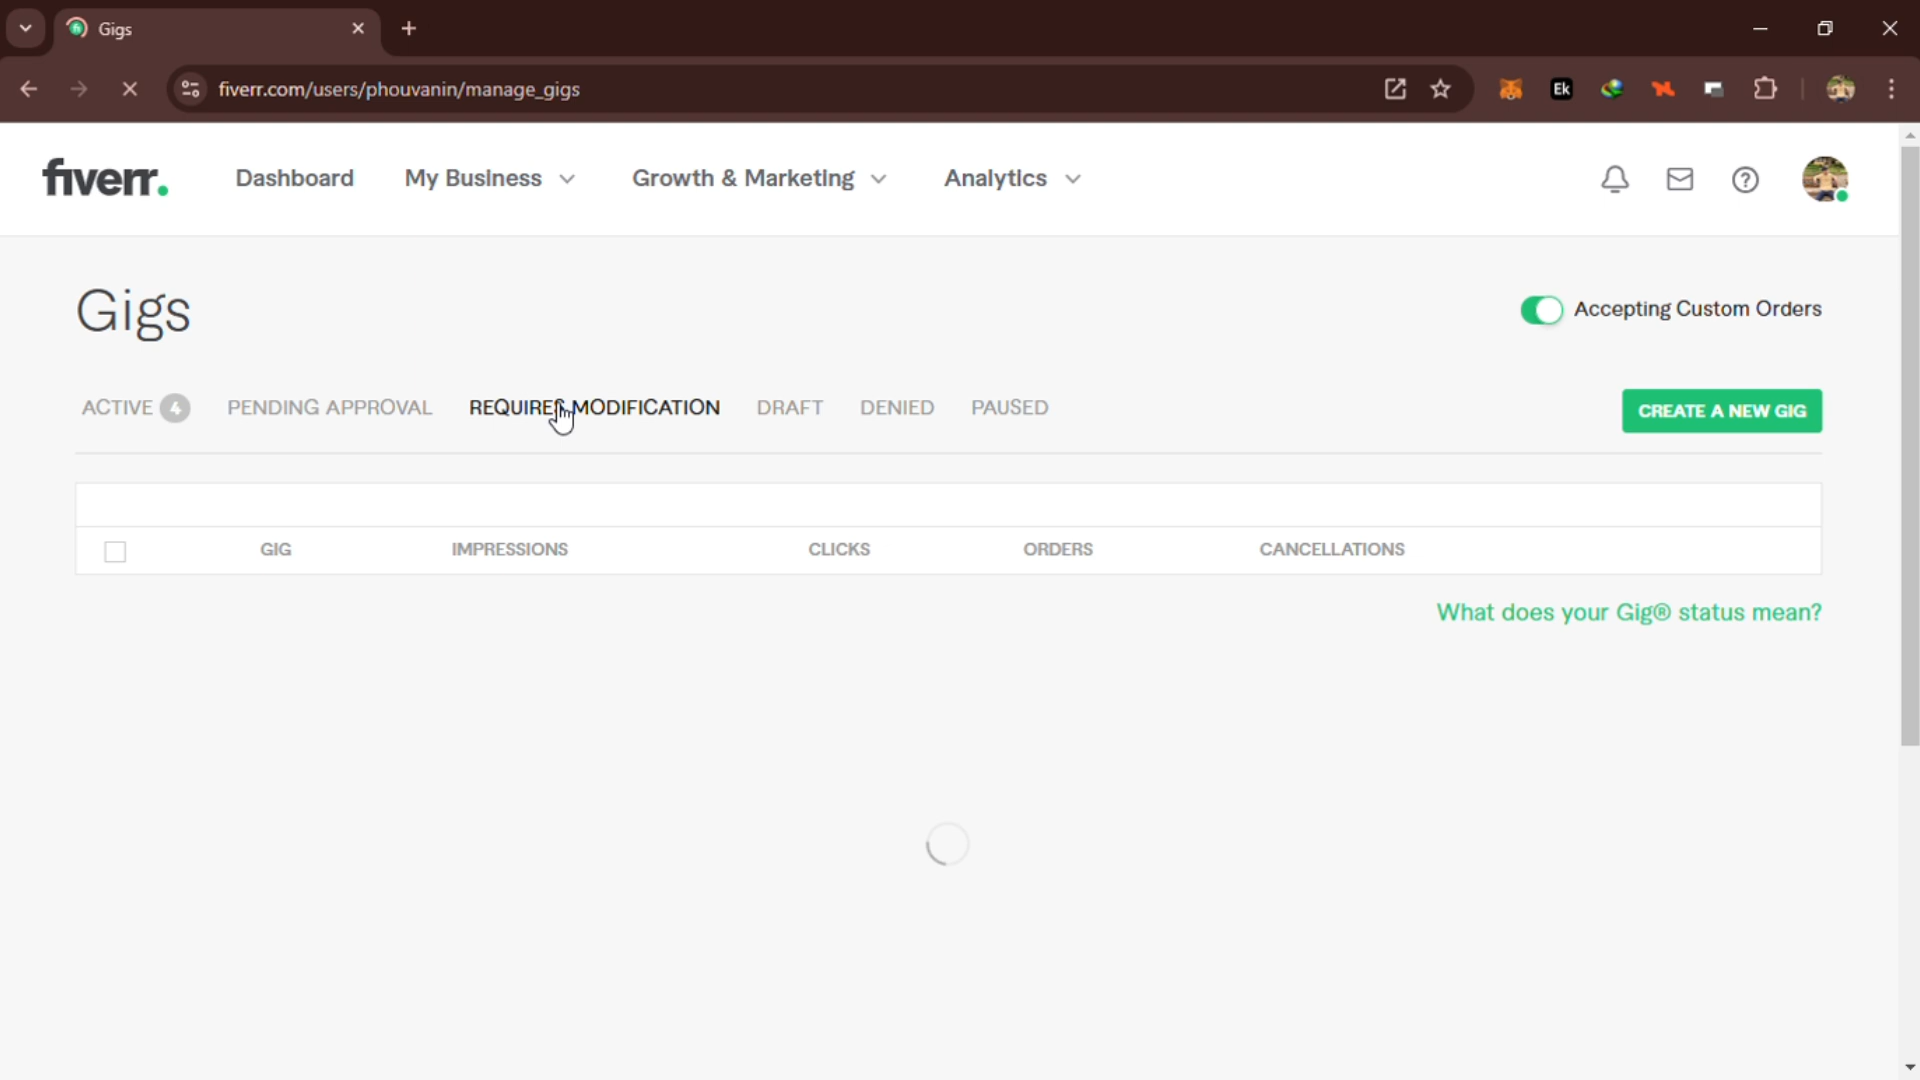 Gigs
fiverr.com/users/phouvanin/manage_gigs
Ek
fiverr.
Dashboard
My Business
Growth & Marketing
Analytics
Gigs
Accepting Custom Orders
ACTIVE 4
PENDING APPROVAL
REQUIRES MODIFICATION
DRAFT
DENIED
PAUSED
CREATE A NEW GIG
GIG
IMPRESSIONS
CLICKS
ORDERS
CANCELLATIONS
What does your Gig® status mean?